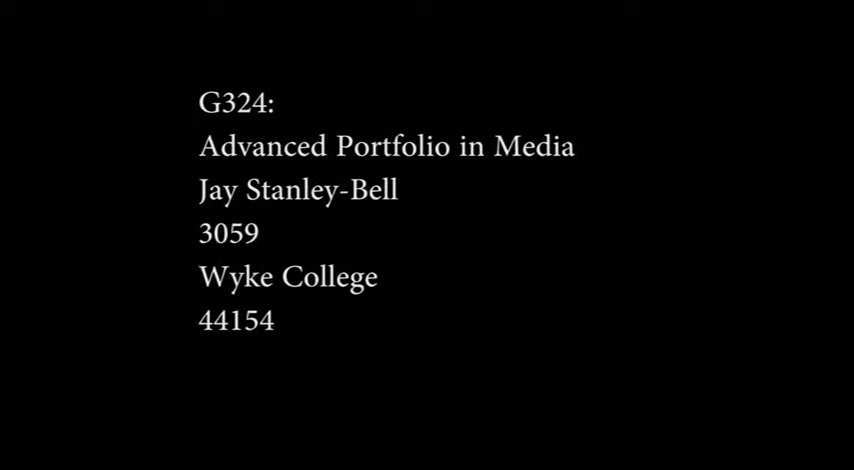 G324:
Advanced Portfolio in Media
Jay Stanley-Bell
3059
Wyke College
44154